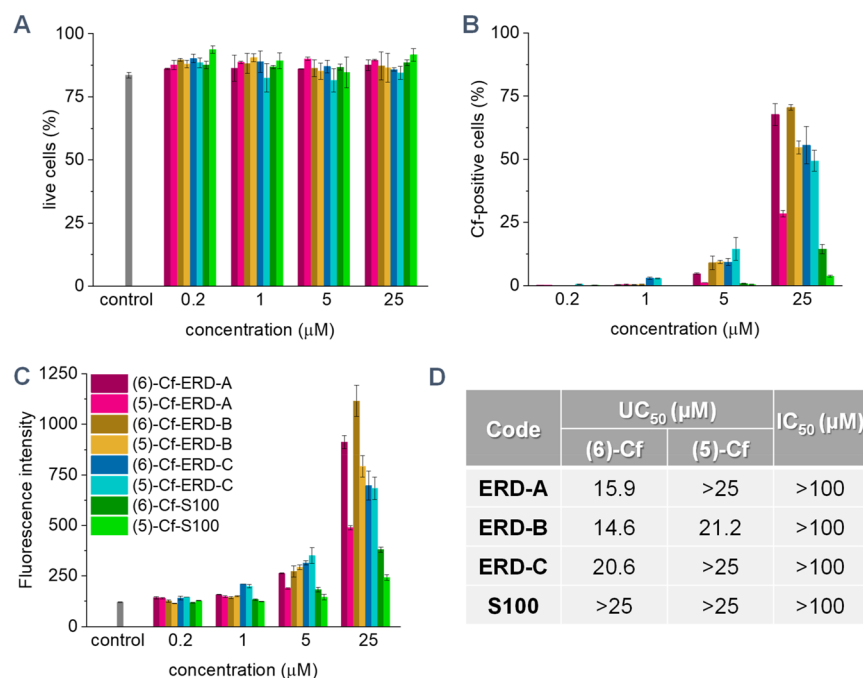 A
100
75
50
25
0
live cells (%)
control
0.2
1
5
25
concentration (μM)
B
100
75
50
25
0
Cf-positive cells (%)
0.2
1
5
25
concentration (μM)
C
1250
1000
750
500
250
0
Fluorescence intensity
(6)-Cf-ERD-A
(5)-Cf-ERD-A
(6)-Cf-ERD-B
(5)-Cf-ERD-B
(6)-Cf-ERD-C
(5)-Cf-ERD-C
(6)-Cf-S100
(5)-Cf-S100
control
0.2
1
5
25
concentration (μM)
D
Code UC50 (μM) IC50 (μM)
(6)-Cf (5)-Cf
ERD-A 15.9 >25 >100
ERD-B 14.6 21.2 >100
ERD-C 20.6 >25 >100
S100 >25 >25 >100